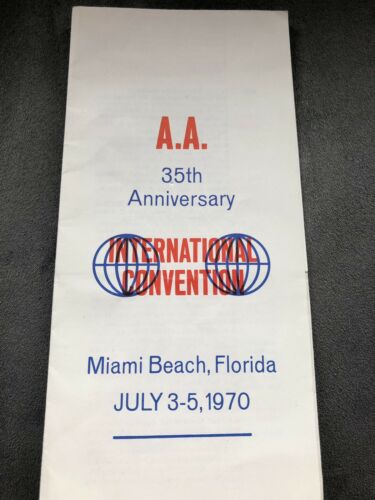 A.A.
35th
Anniversary
INTERNATIONAL
CONVENTION
Miami Beach, Florida
JULY 3-5, 1970